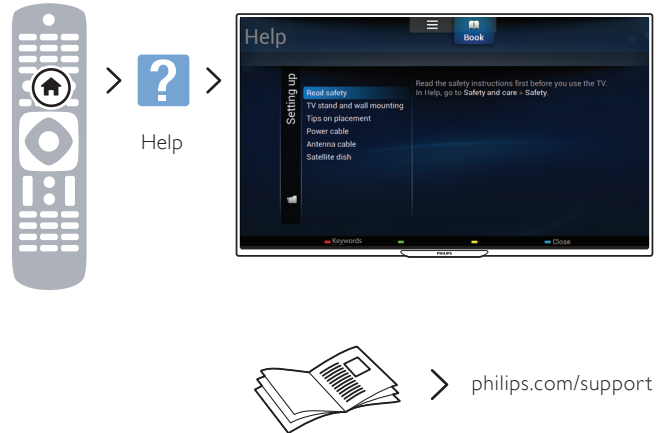 Help
Book
Setting up
Read safety
TV stand and wall mounting
Tips on placement
Power cable
Antenna cable
Satellite dish
Read the safety instructions first before you use the TV.
In Help, go to Safety and care > Safety.
Keywords
Close
PHILIPS
?
Help
philips.com/support